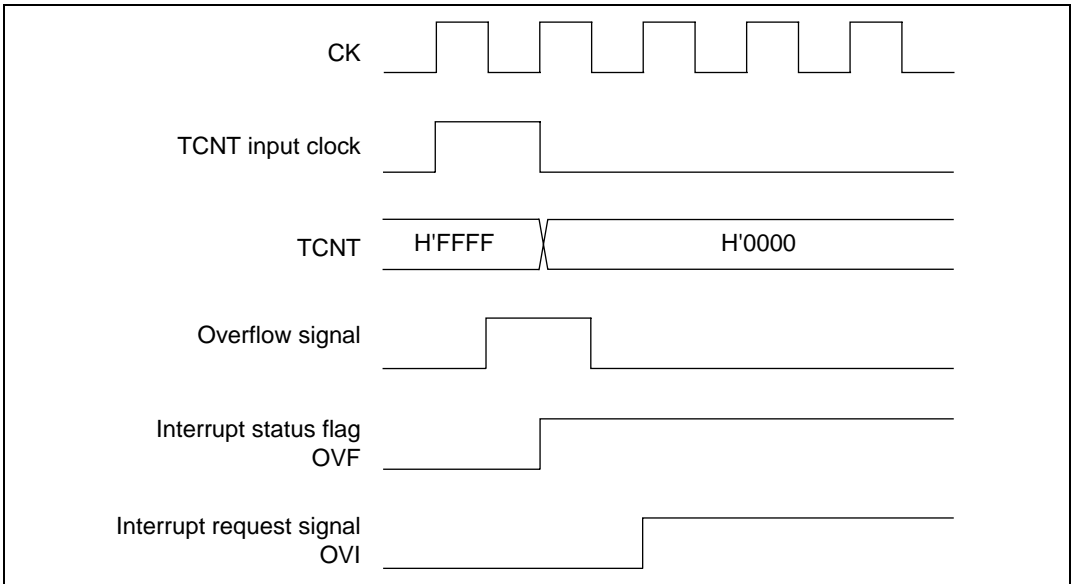 CK
TCNT input clock
TCNT
H'FFFF
H'0000
Overflow signal
Interrupt status flag
OVF
Interrupt request signal
OVI